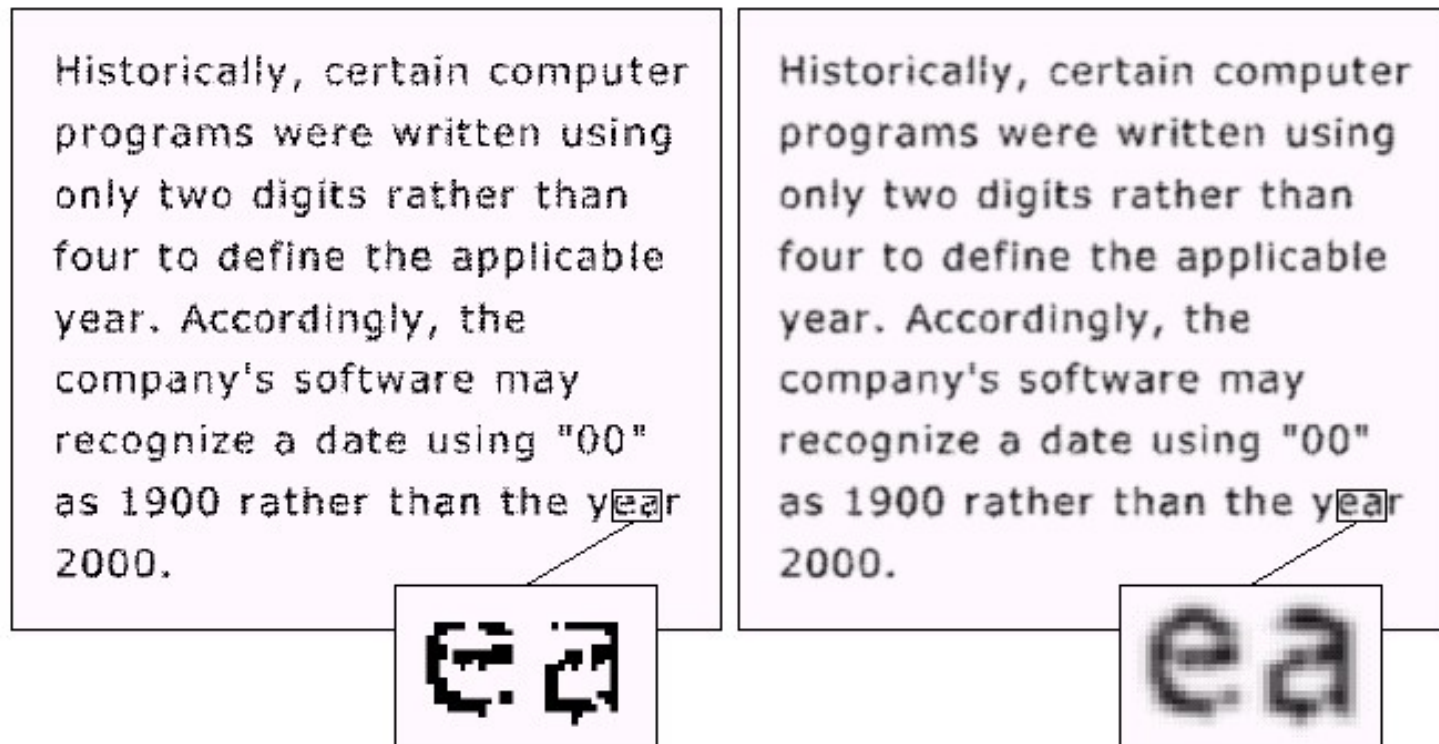 Historically, certain computer
programs were written using
only two digits rather than
four to define the applicable
year. Accordingly, the
company's software may
recognize a date using "00"
as 1900 rather than the year
2000.
ea
Historically, certain computer
programs were written using
only two digits rather than
four to define the applicable
year. Accordingly, the
company's software may
recognize a date using "00"
as 1900 rather than the year
2000.
ea